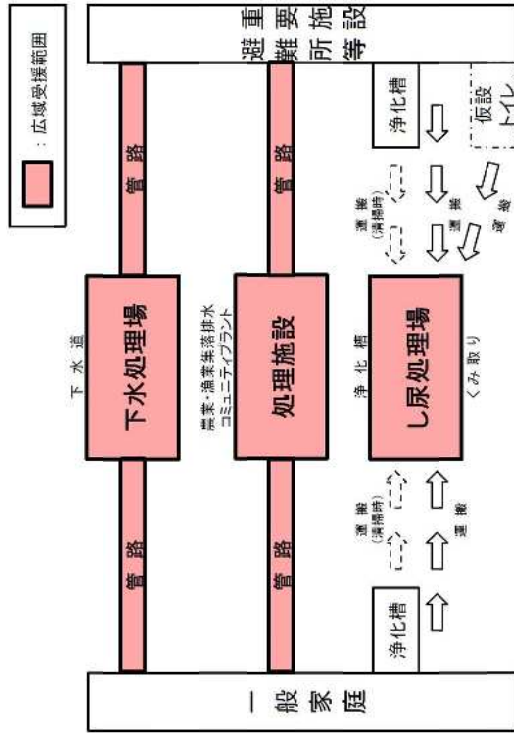 ：広域受援範囲
下水道
一般家庭
管路
下水処理場
管路
避難所等
重要施設
農業・漁業集落排水
コミュニティプラント
管路
処理施設
管路
浄化槽
浄化槽
運搬
（清掃時）
し尿処理場
運搬
（清掃時）
浄化槽
運搬
運搬
くみ取り
運搬
仮設
トイレ